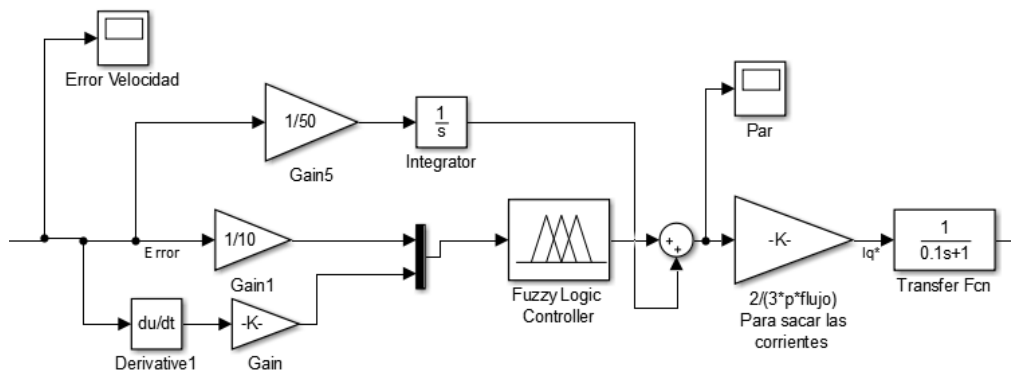 Error Velocidad
1/50
Gain5
1
s
Integrator
Par
Error
1/10
Gain1
Fuzzy Logic
Controller
+
+
-K-
2/(3*p*flujo)
Para sacar las
corrientes
Iq*
1
0.1s+1
Transfer Fcn
du/dt
Derivative1
-K-
Gain